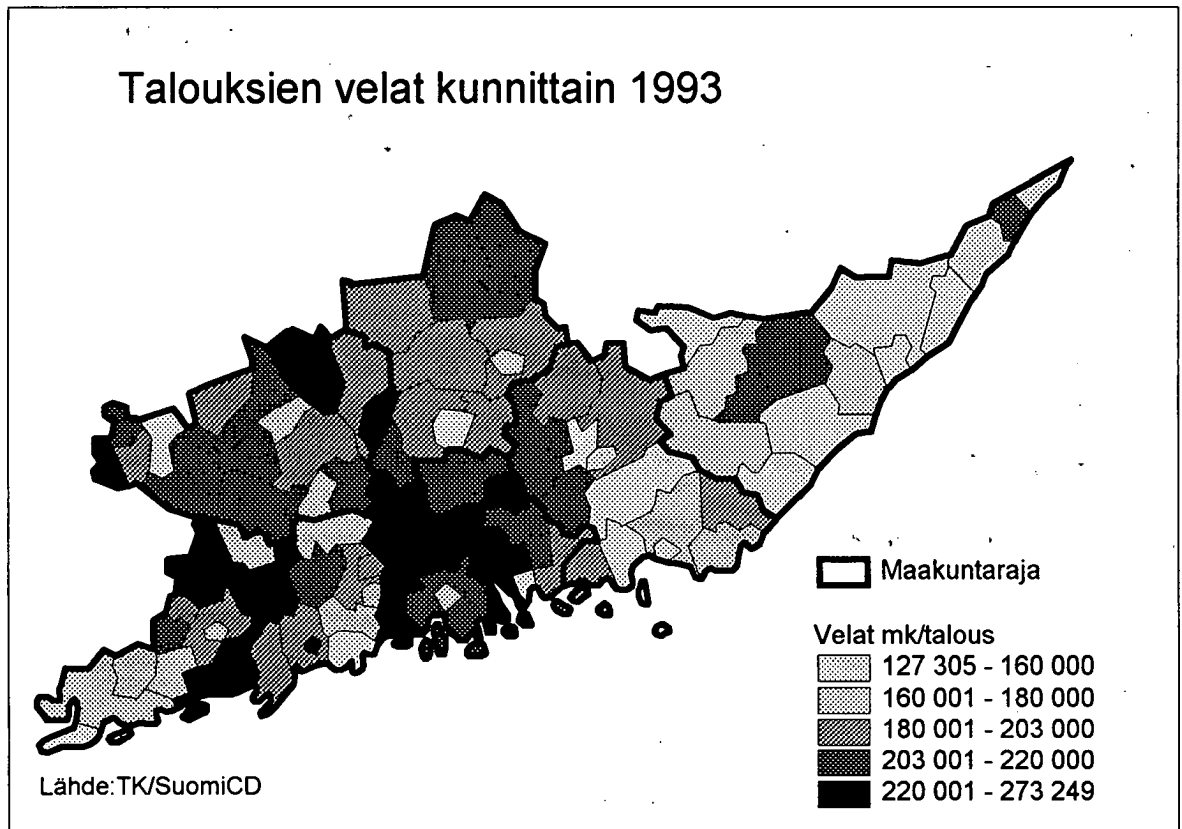 Talouksien velat kunnittain 1993
Maakuntaraja
Velat mk/talous
127 305 - 160 000
160 001 - 180 000
180 001 - 203 000
203 001 - 220 000
220 001 - 273 249
Lähde:TK/SuomiCD